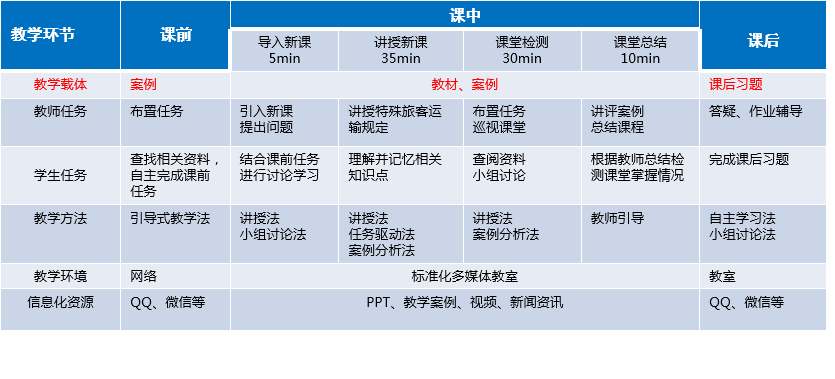 教学环节
课前
课中
课后
导入新课
5min
讲授新课
35min
课堂检测
30min
课堂总结
10min
教学载体
案例
教材、案例
课后习题
教师任务
布置任务
引入新课
提出问题
讲授特殊旅客运
输规定
布置任务
巡视课堂
讲评案例
总结课程
答疑、作业辅导
学生任务
查找相关资料，
自主完成课前
任务
结合课前任务
进行讨论学习
理解并记忆相关
知识点
查阅资料
小组讨论
根据教师总结检
测课堂掌握情况
完成课后习题
教学方法
引导式教学法
讲授法
小组讨论法
讲授法
任务驱动法
案例分析法
讲授法
案例分析法
教师引导
自主学习法
小组讨论法
教学环境
网络
标准化多媒体教室
教室
信息化资源
QQ、微信等
PPT、教学案例、视频、新闻资讯
QQ、微信等